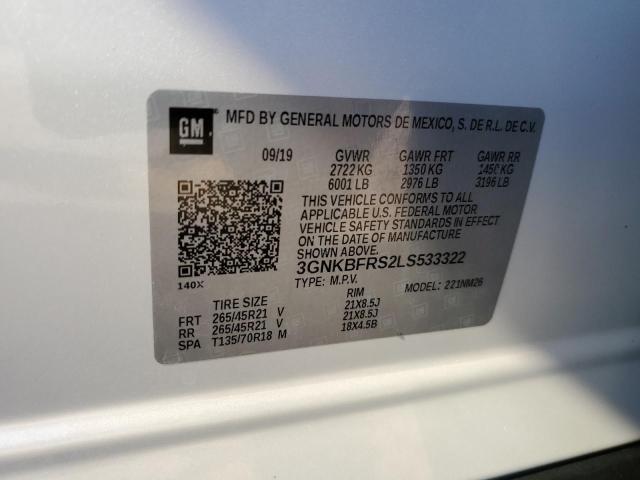 GM
MFD BY GENERAL MOTORS DE MEXICO, S. DE R.L. DE C.V.
09/19 GVWR GAWR FRT GAWR RR
2722 KG 1350 KG 1450 KG
6001 LB 2976 LB 3196 LB
THIS VEHICLE CONFORMS TO ALL
APPLICABLE U.S. FEDERAL MOTOR
VEHICLE SAFETY STANDARDS IN
EFFECT ON THE DATE OF MANUFACTURE
SHOWN ABOVE.
3GNKBFRS2LS533322
TYPE: M.P.V. MODEL: 221NM26
140X
TIRE SIZE RIM
FRT 265/45R21 V 21X8.5J
RR 265/45R21 V 21X8.5J
SPA T135/70R18 M 18X4.5B